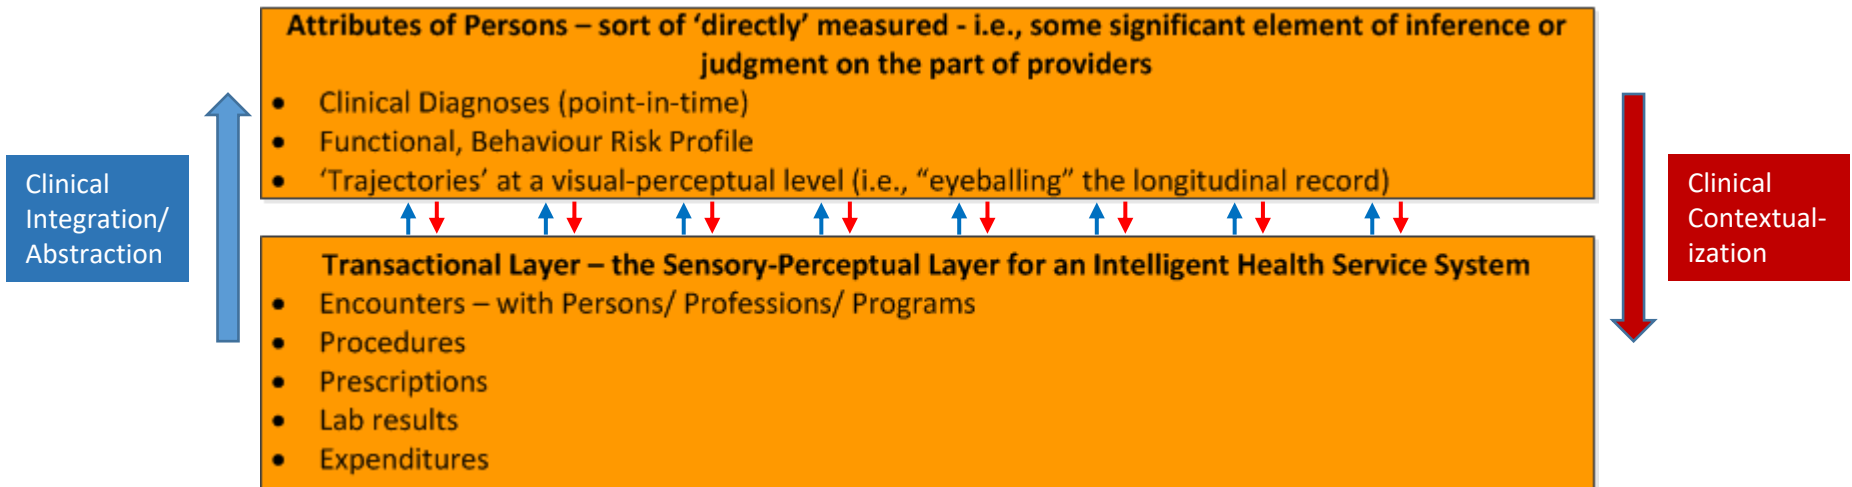 Attributes of Persons – sort of ‘directly’ measured - i.e., some significant element of inference or
judgment on the part of providers
• Clinical Diagnoses (point-in-time)
• Functional, Behaviour Risk Profile
• ‘Trajectories’ at a visual-perceptual level (i.e., “eyeballing” the longitudinal record)
Clinical
Integration/
Abstraction
Clinical
Contextual-
ization
Transactional Layer – the Sensory-Perceptual Layer for an Intelligent Health Service System
• Encounters – with Persons/ Professions/ Programs
• Procedures
• Prescriptions
• Lab results
• Expenditures